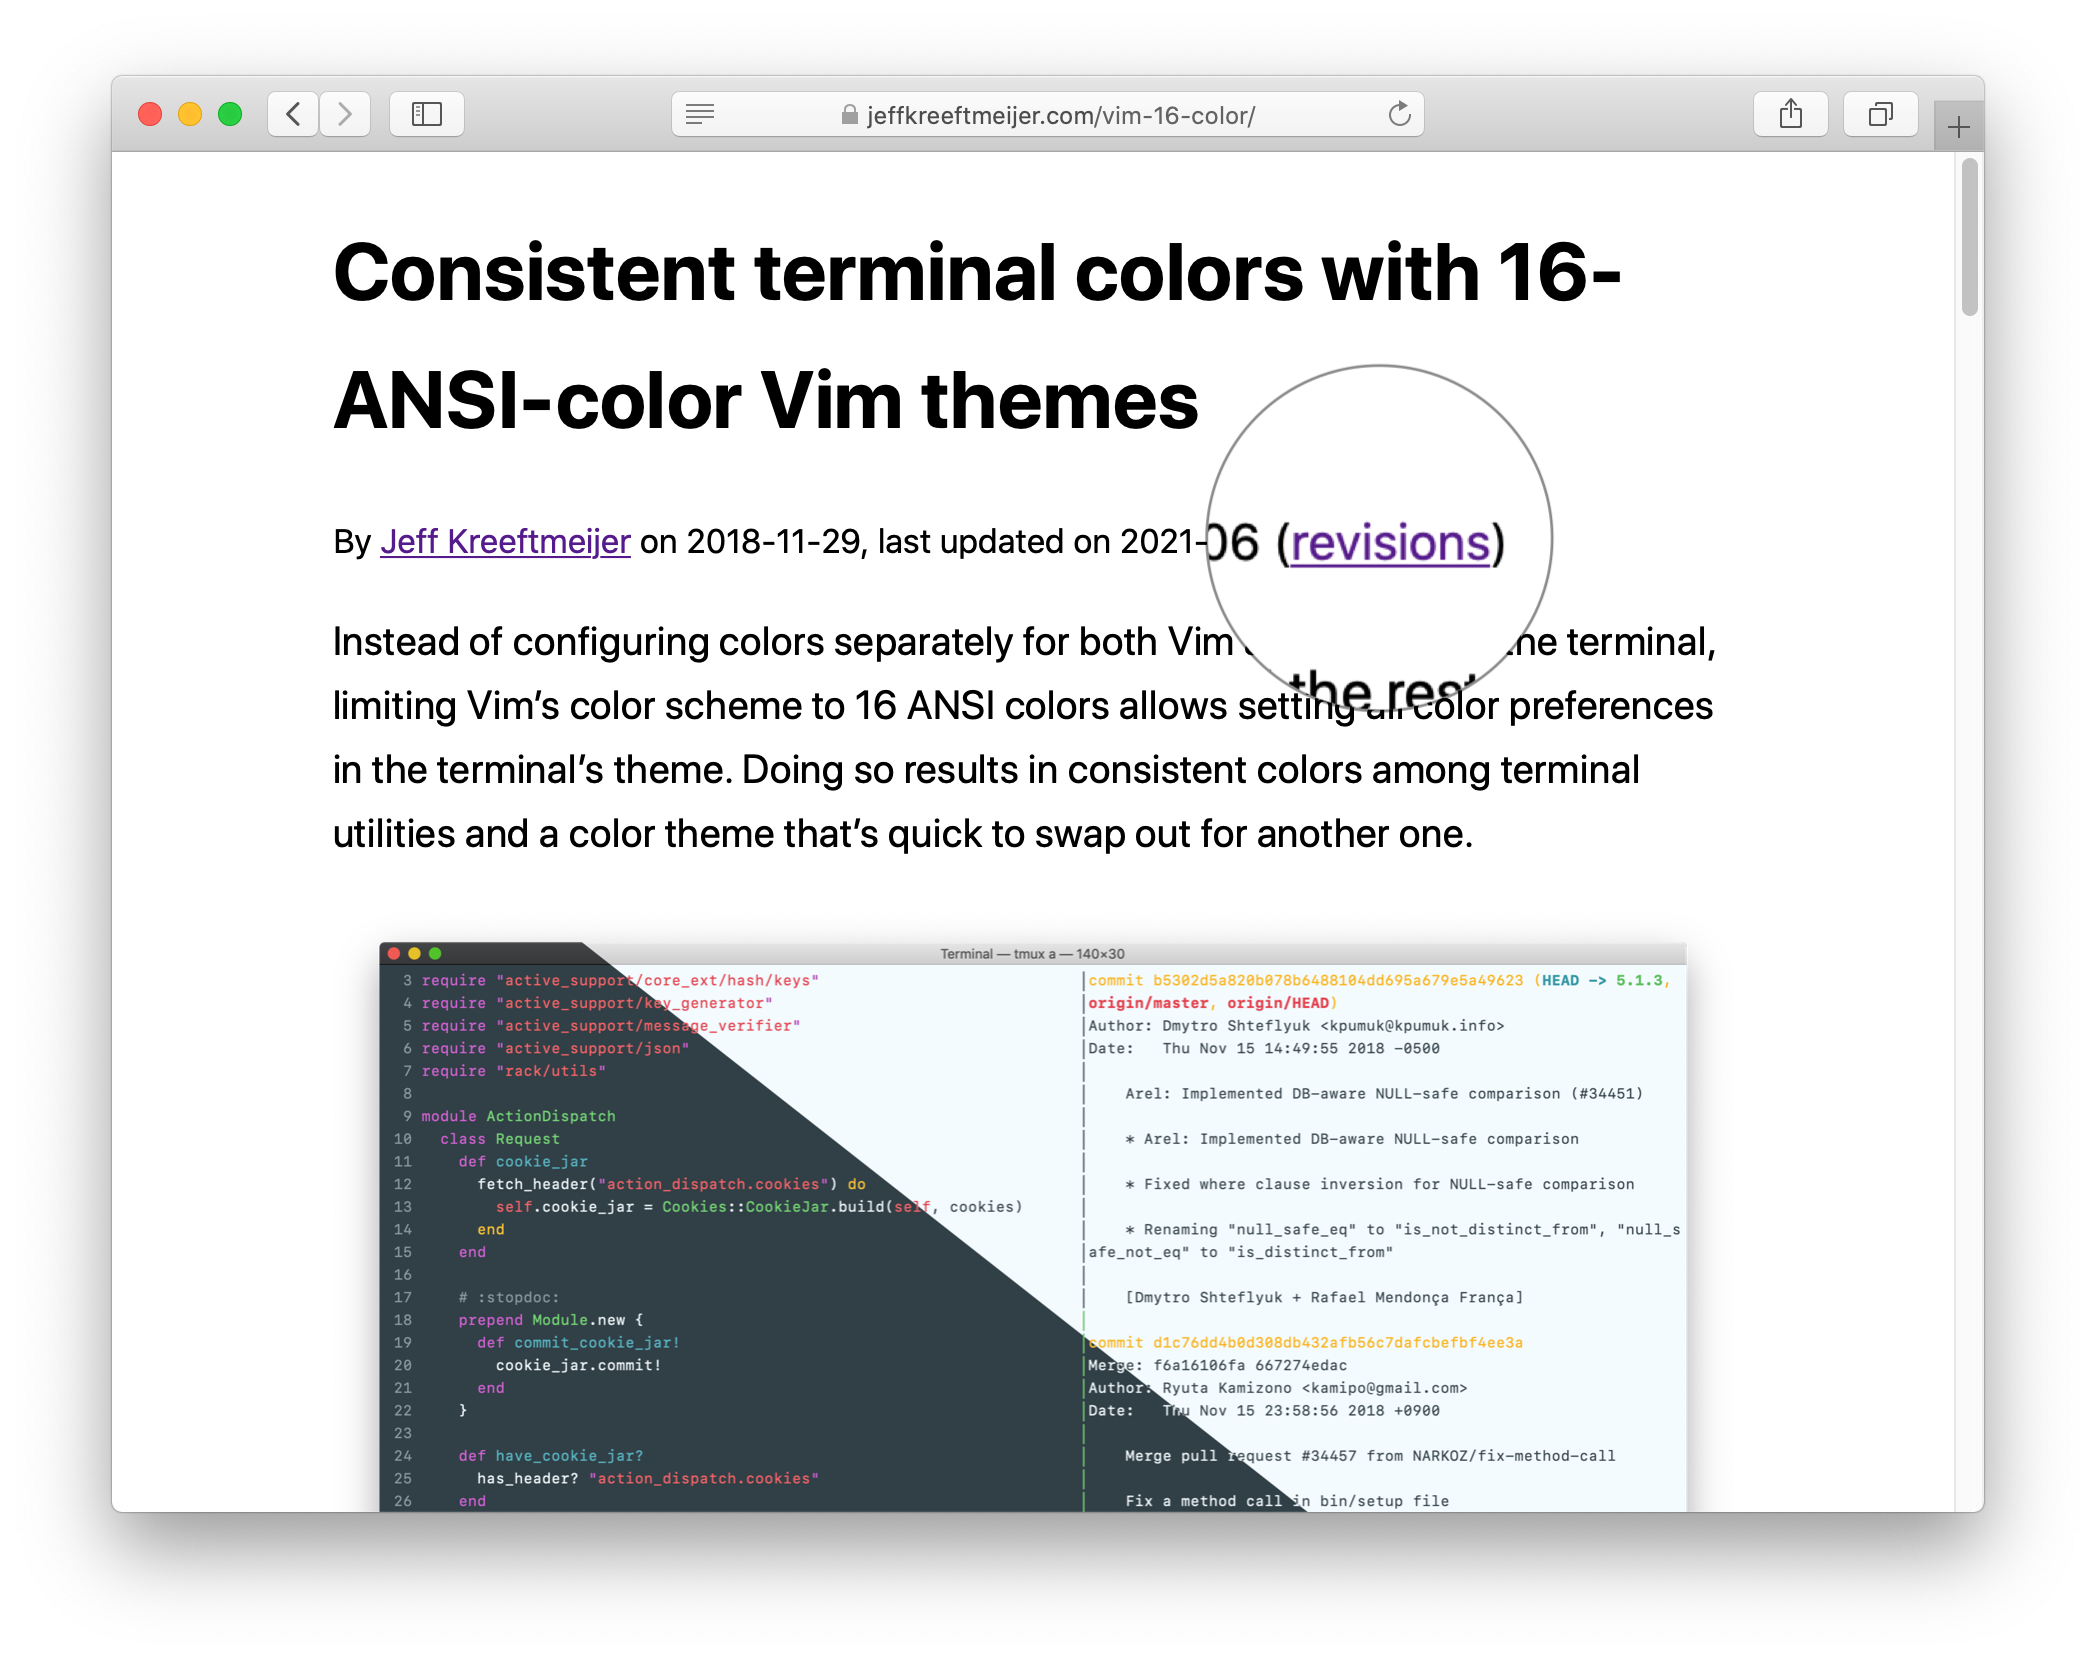 jeffkreeftmeijer.com/vim-16-color/
Consistent terminal colors with 16-
ANSI-color Vim themes
By Jeff Kreeftmeijer on 2018-11-29, last updated on 2021-06 (revisions)
Instead of configuring colors separately for both Vim the rest terminal,
limiting Vim’s color scheme to 16 ANSI colors allows setting all color preferences
in the terminal’s theme. Doing so results in consistent colors among terminal
utilities and a color theme that’s quick to swap out for another one.
Terminal — tmux a — 140×30
3 require "active_support/core_ext/hash/keys"
4 require "active_support/key_generator"
5 require "active_support/message_verifier"
6 require "active_support/json"
7 require "rack/utils"
8
9 module ActionDispatch
10 class Request
11 def cookie_jar
12 fetch_header("action_dispatch.cookies") do
13 self.cookie_jar = Cookies::CookieJar.build(self, cookies)
14 end
15 end
16
17 # :stopdoc:
18 prepend Module.new {
19 def commit_cookie_jar!
20 cookie_jar.commit!
21 end
22 }
23
24 def have_cookie_jar?
25 has_header? "action_dispatch.cookies"
26 end
commit b5302d5a820b078b6488104dd695a679e5a49623 (HEAD -> 5.1.3,
origin/master, origin/HEAD)
Author: Dmytro Shteflyuk <kpumuk@kpumuk.info>
Date: Thu Nov 15 14:49:55 2018 -0500
Arel: Implemented DB-aware NULL-safe comparison (#34451)
* Arel: Implemented DB-aware NULL-safe comparison
* Fixed where clause inversion for NULL-safe comparison
* Renaming "null_safe_eq" to "is_not_distinct_from", "null_s
afe_not_eq" to "is_distinct_from"
[Dmytro Shteflyuk + Rafael Mendonça França]
commit d1c76dd4b0d308db432afb56c7dafcbefbf4ee3a
Merge: f6a16106fa 667274edac
Author: Ryuta Kamizono <kamipo@gmail.com>
Date: Thu Nov 15 23:58:56 2018 +0900
Merge pull request #34457 from NARKOZ/fix-method-call
Fix a method call in bin/setup file